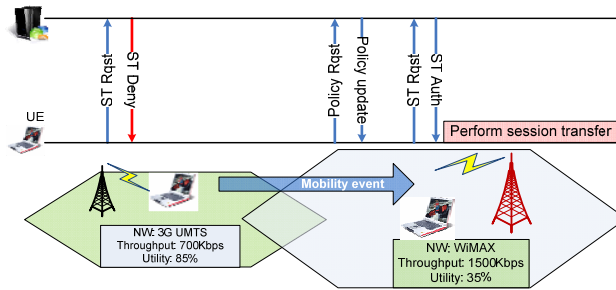 UE
ST Rqst
ST Deny
Policy Rqst
Policy update
ST Rqst
ST Auth
Perform session transfer
Mobility event
NW: 3G UMTS
Throughput: 700Kbps
Utility: 85%
NW; WiMAX
Throughput: 1500Kbps
Utility: 35%